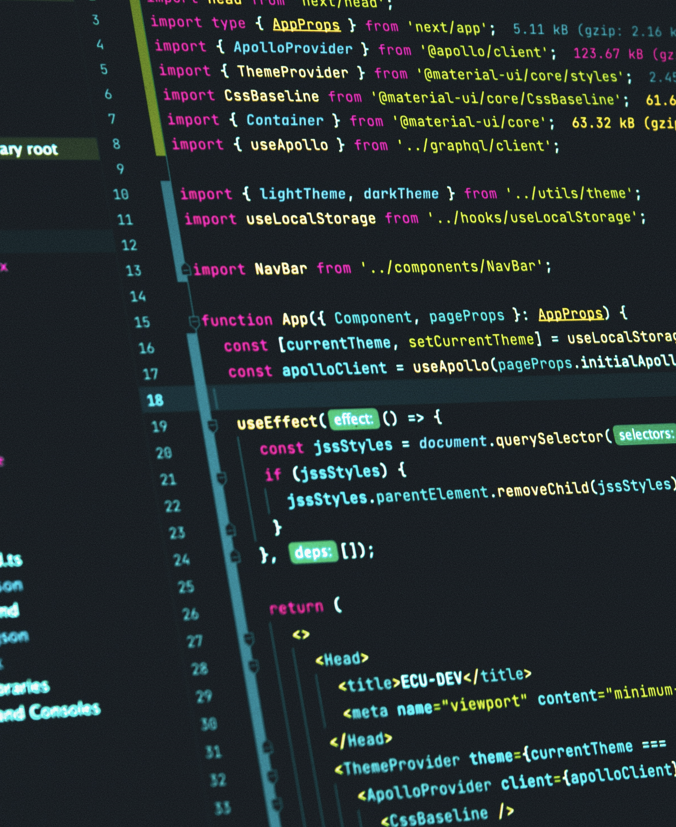 import Head from 'next/head';
3 import type { AppProps } from 'next/app'; 5.11 kB (gzip: 2.16 k
4 import { ApolloProvider } from '@apollo/client'; 123.67 kB (gz
5 import { ThemeProvider } from '@material-ui/core/styles'; 2.45
6 import CssBaseline from '@material-ui/core/CssBaseline'; 61.6
7 import { Container } from '@material-ui/core'; 63.32 kB (gzi
8 import { useApollo } from '../graphql/client';
ary root
9
10 import { lightTheme, darkTheme } from '../utils/theme';
11 import useLocalStorage from '../hooks/useLocalStorage';
12
13 import NavBar from '../components/NavBar';
14
15 function App({ Component, pageProps }: AppProps) {
16 const [currentTheme, setCurrentTheme] = useLocalStorag
17 const apolloClient = useApollo(pageProps.initialApoll
18
19 useEffect( effect: () => {
20 const jssStyles = document.querySelector( selectors:
21 if (jssStyles) {
22 jssStyles.parentElement.removeChild(jssStyles)
23 }
24 }, deps: []);
25
26 return (
27 <>
28 <Head>
29 <title>ECU-DEV</title>
30 <meta name="viewport" content="minimum-
31 </Head>
32 <ThemeProvider theme={currentTheme ===
33 <ApolloProvider client={apolloClient}
<CssBaseline />
.ts
son
nd
json
raries
and Consoles